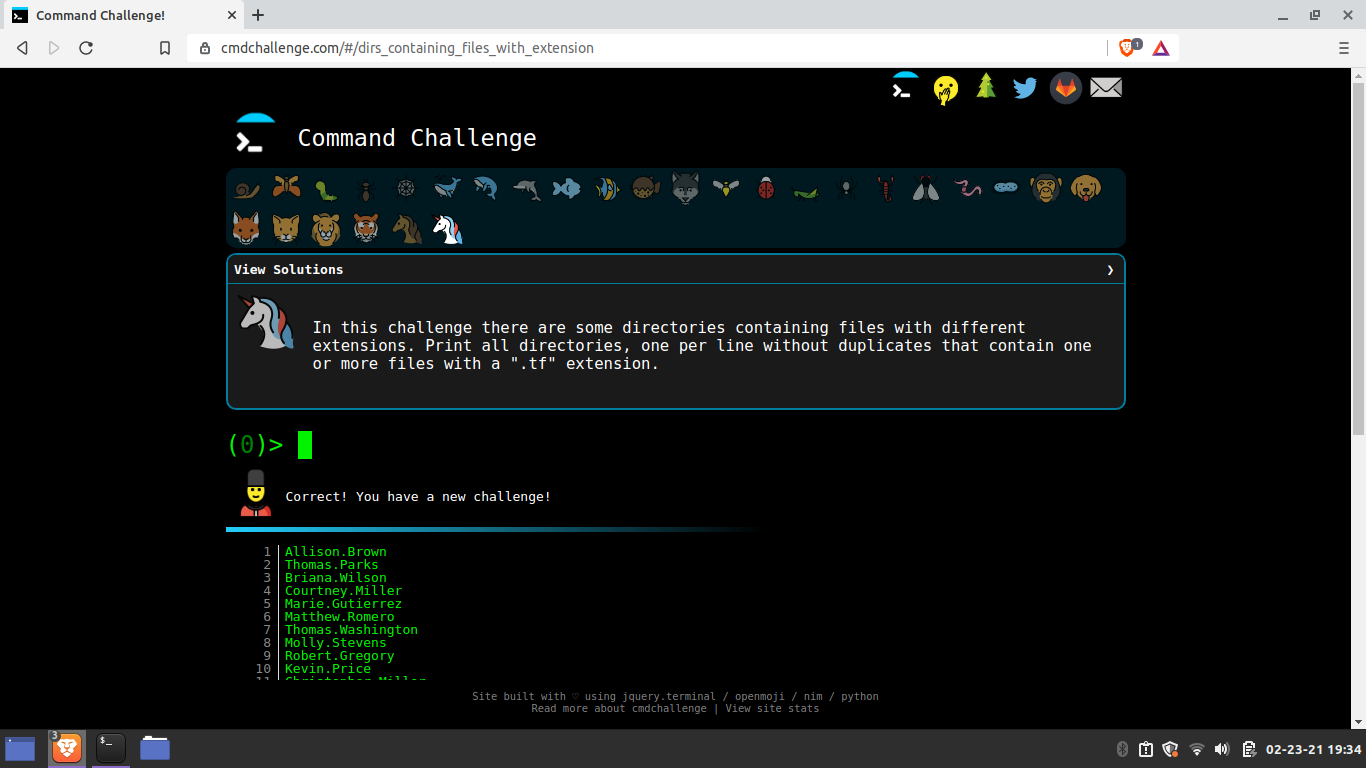 Command Challenge!
cmdchallenge.com/#/dirs_containing_files_with_extension
1
Command Challenge
View Solutions ❯
In this challenge there are some directories containing files with different
extensions. Print all directories, one per line without duplicates that contain one
or more files with a ".tf" extension.
(0)>
Correct! You have a new challenge!
1 Allison.Brown
2 Thomas.Parks
3 Briana.Wilson
4 Courtney.Miller
5 Marie.Gutierrez
6 Matthew.Romero
7 Thomas.Washington
8 Molly.Stevens
9 Robert.Gregory
10 Kevin.Price
11 Christopher.Miller
Site built with ♡ using jquery.terminal / openmoji / nim / python
Read more about cmdchallenge | View site stats
3
$_
02-23-21 19:34